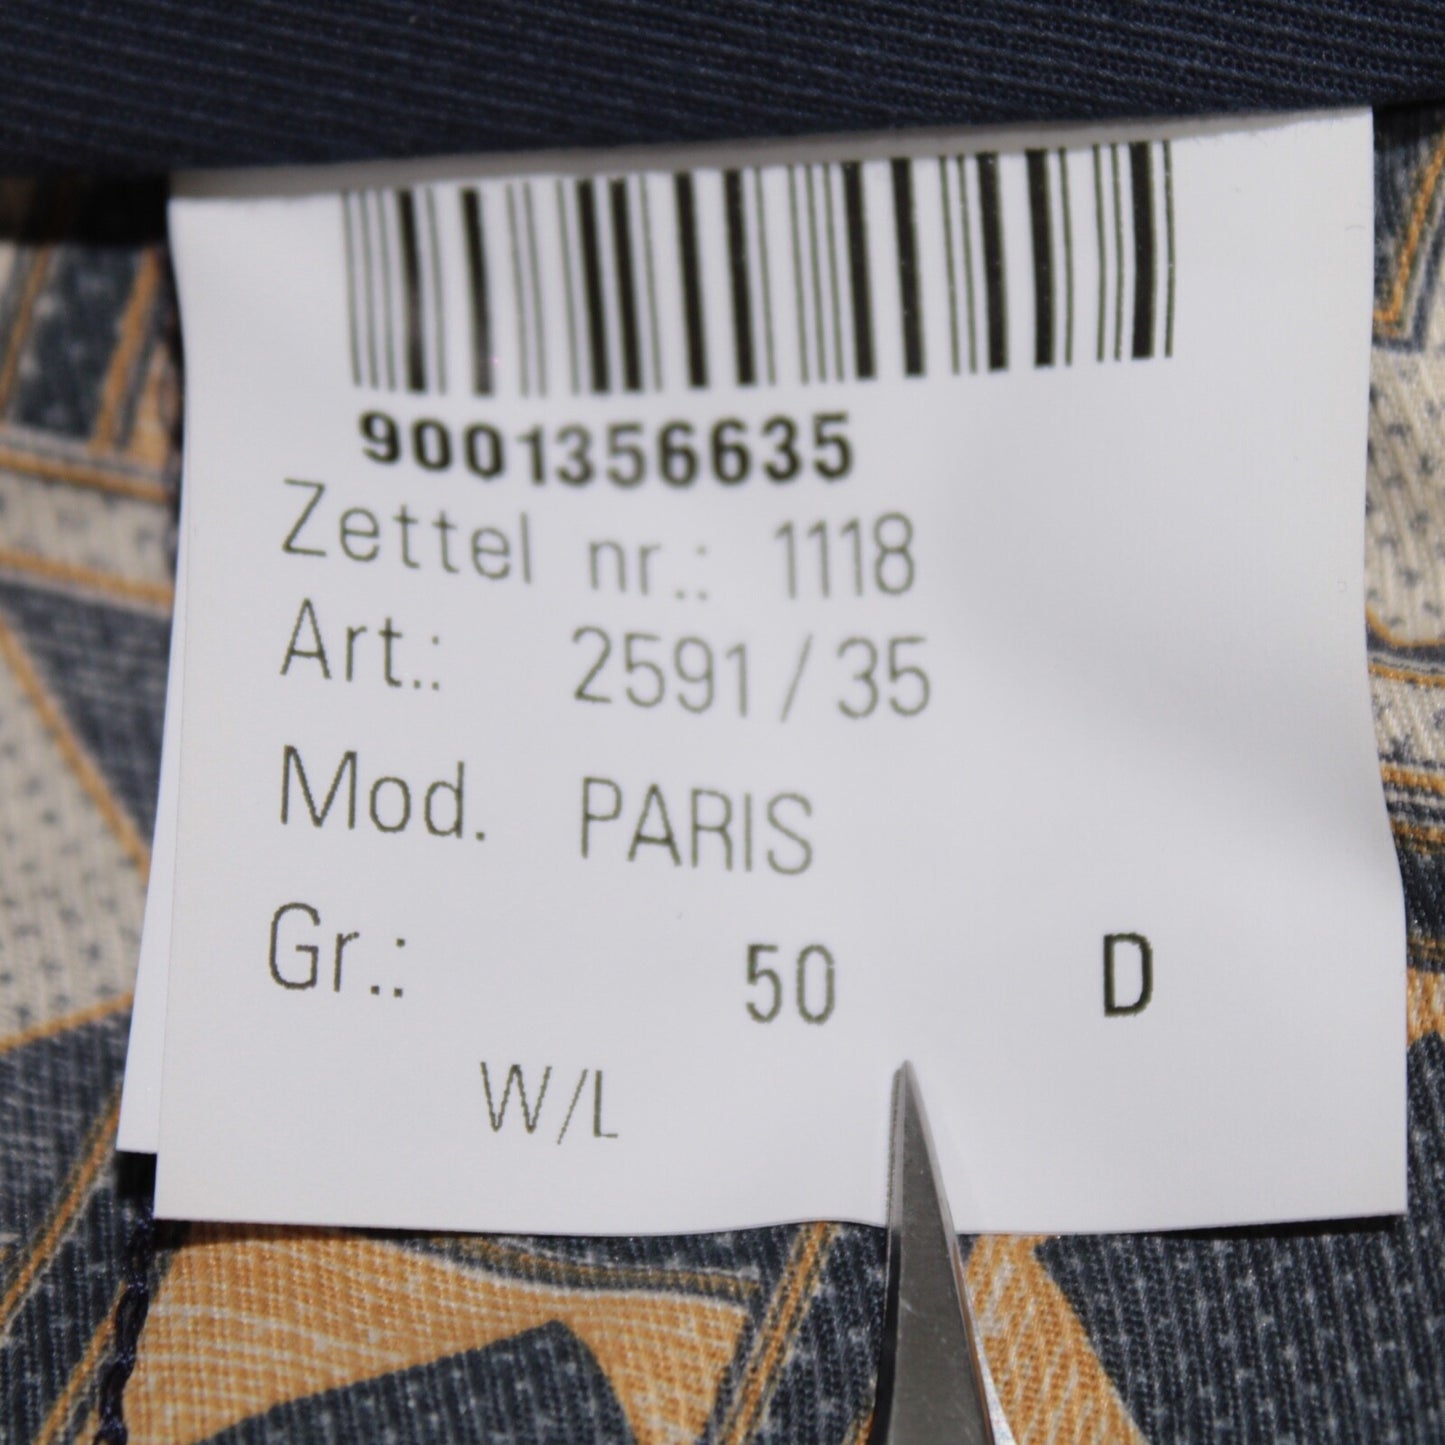 9001356635
Zettel nr.: 1118
Art.: 2591/35
Mod. PARIS
Gr.: 50 D
W/L